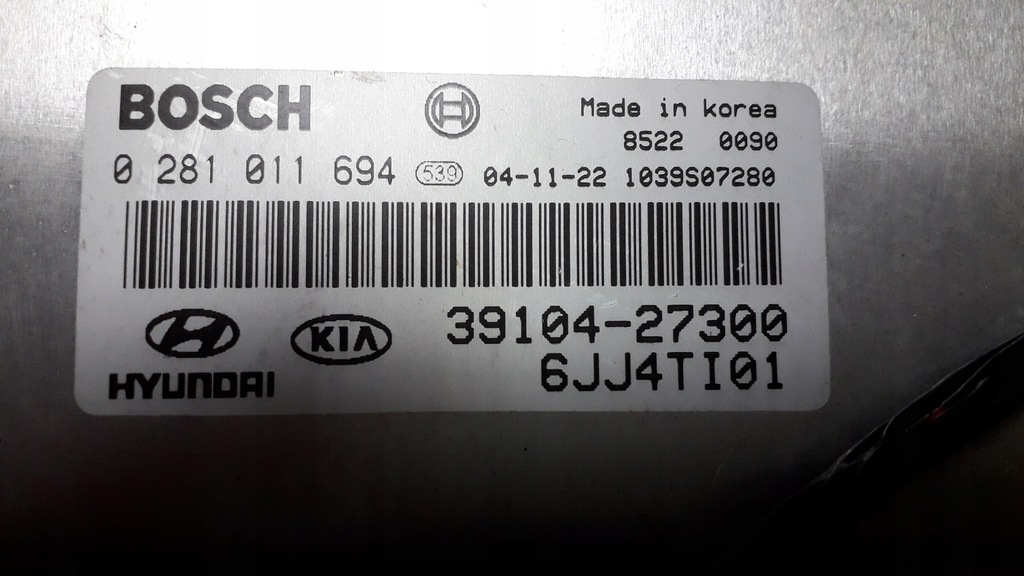 BOSCH
Made in korea
8522 0090
0 281 011 694 539 04-11-22 1039S07280
HYUNDAI
KIA
39104-27300
6JJ4TI01